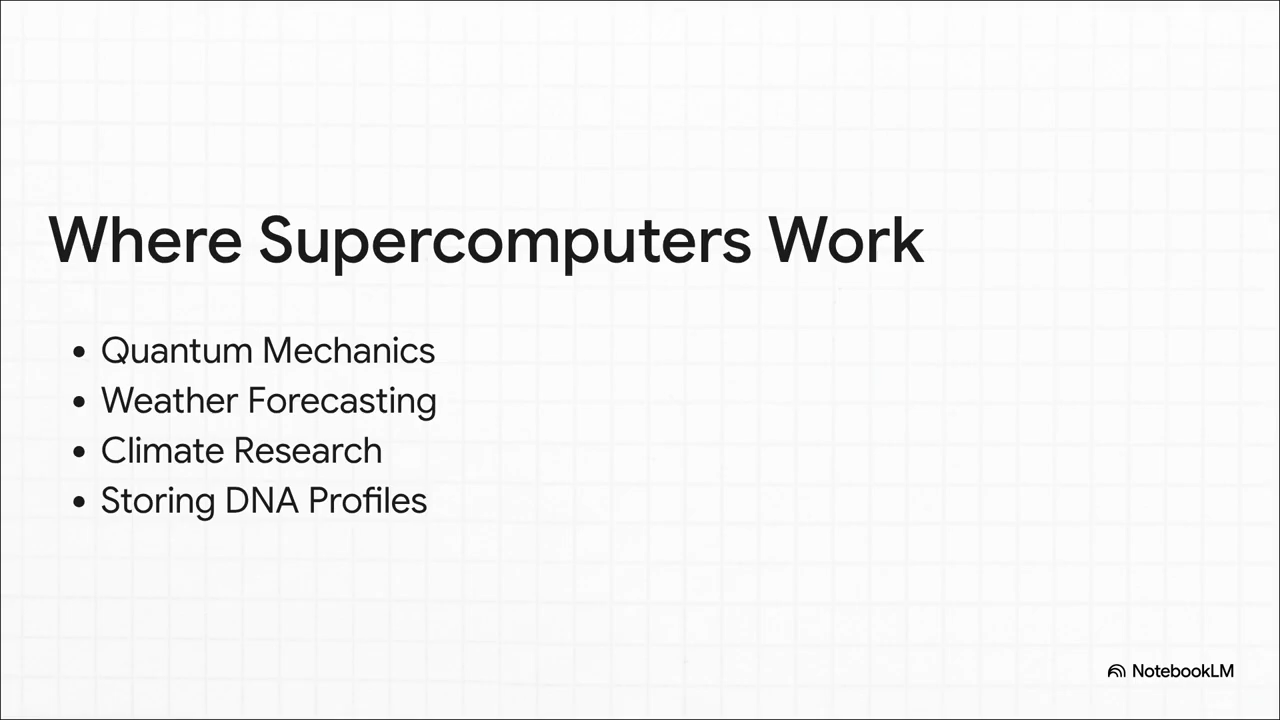 Where Supercomputers Work
• Quantum Mechanics
• Weather Forecasting
• Climate Research
• Storing DNA Profiles
NotebookLM